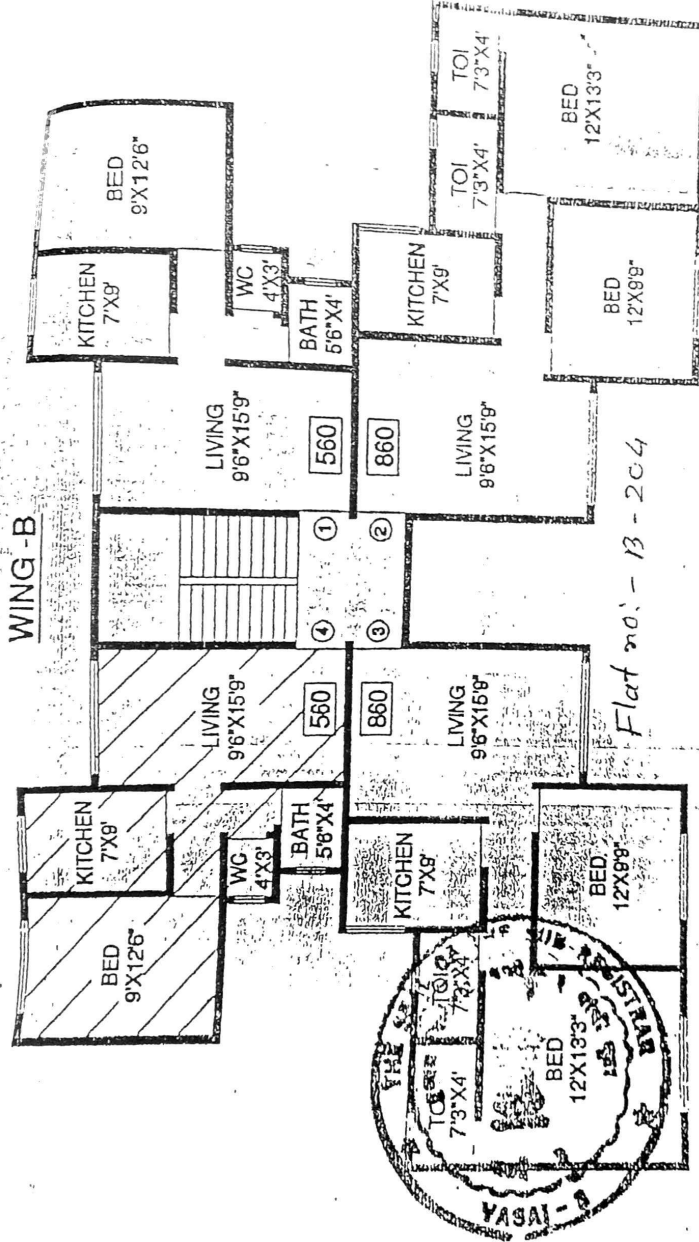 WING -B
KITCHEN
7'X9'
BED
9'X12'6"
LIVING
9'6"X15'9"
WC
4'X3'
BATH
5'6"X4'
560
①
④
LIVING
9'6"X15'9"
560
KITCHEN
7'X9'
BED
9'X12'6"
WC
4'X3'
BATH
5'6"X4'
860
②
③
LIVING
9'6"X15'9"
KITCHEN
7'X9'
TOI
7'3"X4'
TOI
7'3"X4'
BED
12'X9'9"
BED
12'X13'3"
860
LIVING
9'6"X15'9"
KITCHEN
7'X9'
TOI
7'3"X4'
TOI
7'3"X4'
BED.
12'X9'9"
BED
12'X13'3"
Flat no:- B-204
THE
REGISTRAR